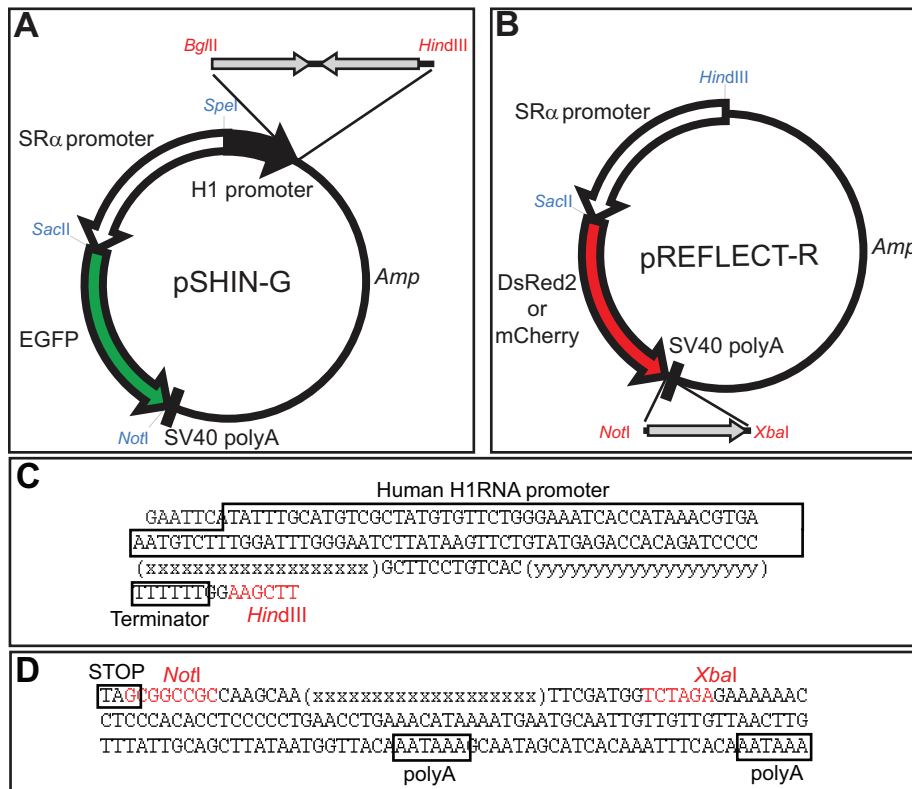 A
BglII
HindIII
SpeI
SRα promoter
H1 promoter
SacII
pSHIN-G
Amp
EGFP
NotI
SV40 polyA
B
HindIII
SRα promoter
SacII
pREFLECT-R
Amp
DsRed2
or
mCherry
SV40 polyA
NotI
XbaI
C
Human H1RNA promoter
GAATTCATATTTGCATGTCGCTATGTGTTCTGGGAAATCACCATAAACGTGA
AATGTCTTTGGATTTGGGAATCTTATAAGTTCTGTATGAGACCACAGATCCCC
(xxxxxxxxxxxxxxxxxxx)GCTTCCTGTCAC(yyyyyyyyyyyyyyyyyyy)
TTTTTTGGAAGCTT
Terminator
HindIII
D
STOP
NotI
XbaI
TAGCGGCCGCCAAGCAA(xxxxxxxxxxxxxxxxxxx)TTCGATGGTCTAGAGAAAAAAC
CTCCCACACCTCCCCCTGAACCTGAAACATAAAATGAATGCAATTGTTGTTGTTAACTTG
TTTATTGCAGCTTATAATGGTTACAAATAAAGCAATAGCATCACAAATTTCACAAATAAA
polyA
polyA